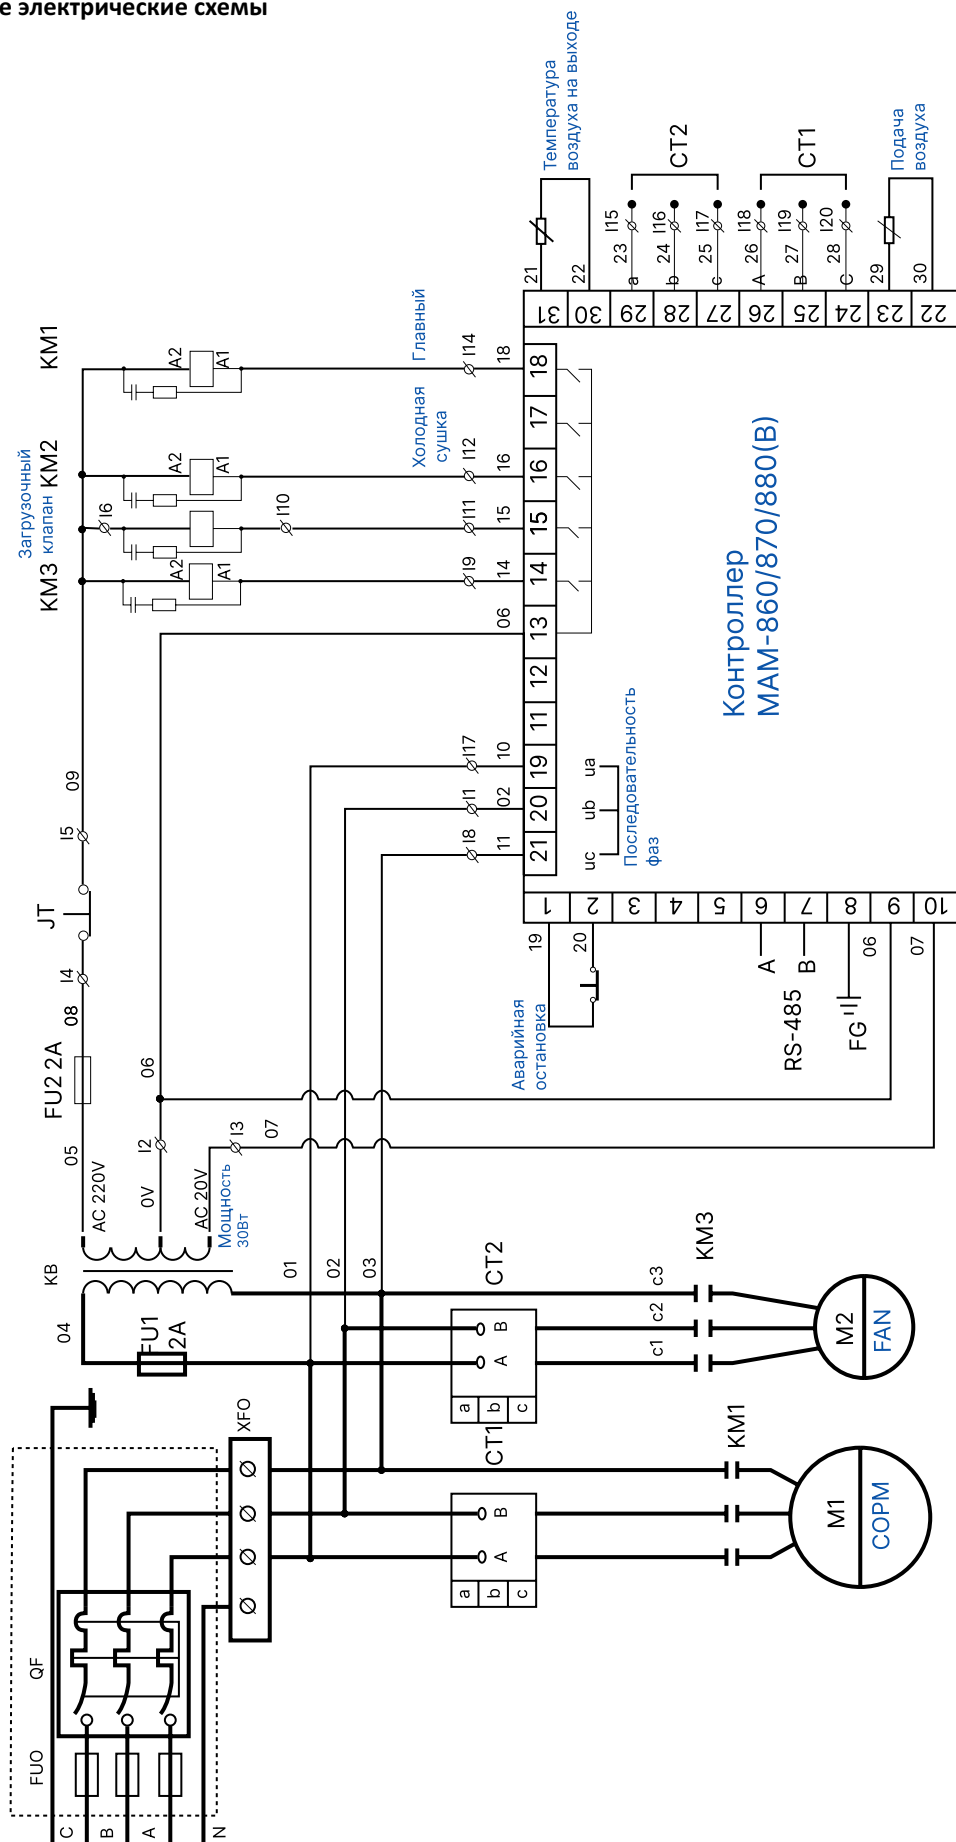 е электрические схемы
KM1
KM2
KM3
Загрузочный
клапан
Главный
Холодная
сушка
Температура
воздуха на выходе
CT2
CT1
Подача
воздуха
A2
A1
A2
A1
A2
A1
I6
I10
I14
I12
I11
I9
18
16
15
14
06
21
22
I15
I16
I17
I18
I19
I20
23
24
25
26
27
28
29
30
a
b
c
A
B
C
31
30
29
28
27
26
25
24
23
22
18
17
16
15
14
13
12
11
19
20
21
Контроллер
МАМ-860/870/880(В)
I17
I1
I8
10
02
11
ua
ub
uc
Последовательность
фаз
1
2
3
4
5
6
7
8
9
10
19
20
Аварийная
остановка
A
B
RS-485
FG
06
07
09
I5
JT
I4
08
FU2 2A
05
06
I2
I3
07
AC 220V
0V
AC 20V
Мощность
30Вт
KB
04
FU1
2A
01
02
03
CT2
A
B
a
b
c
c3
c2
c1
KM3
M2
FAN
XFO
CT1
A
B
a
b
c
KM1
M1
COPM
QF
FUO
C
B
A
N